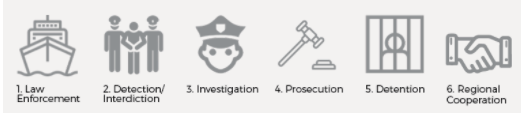 1. Law
Enforcement
2. Detection/
Interdiction
3. Investigation
4. Prosecution
5. Detention
6. Regional
Cooperation